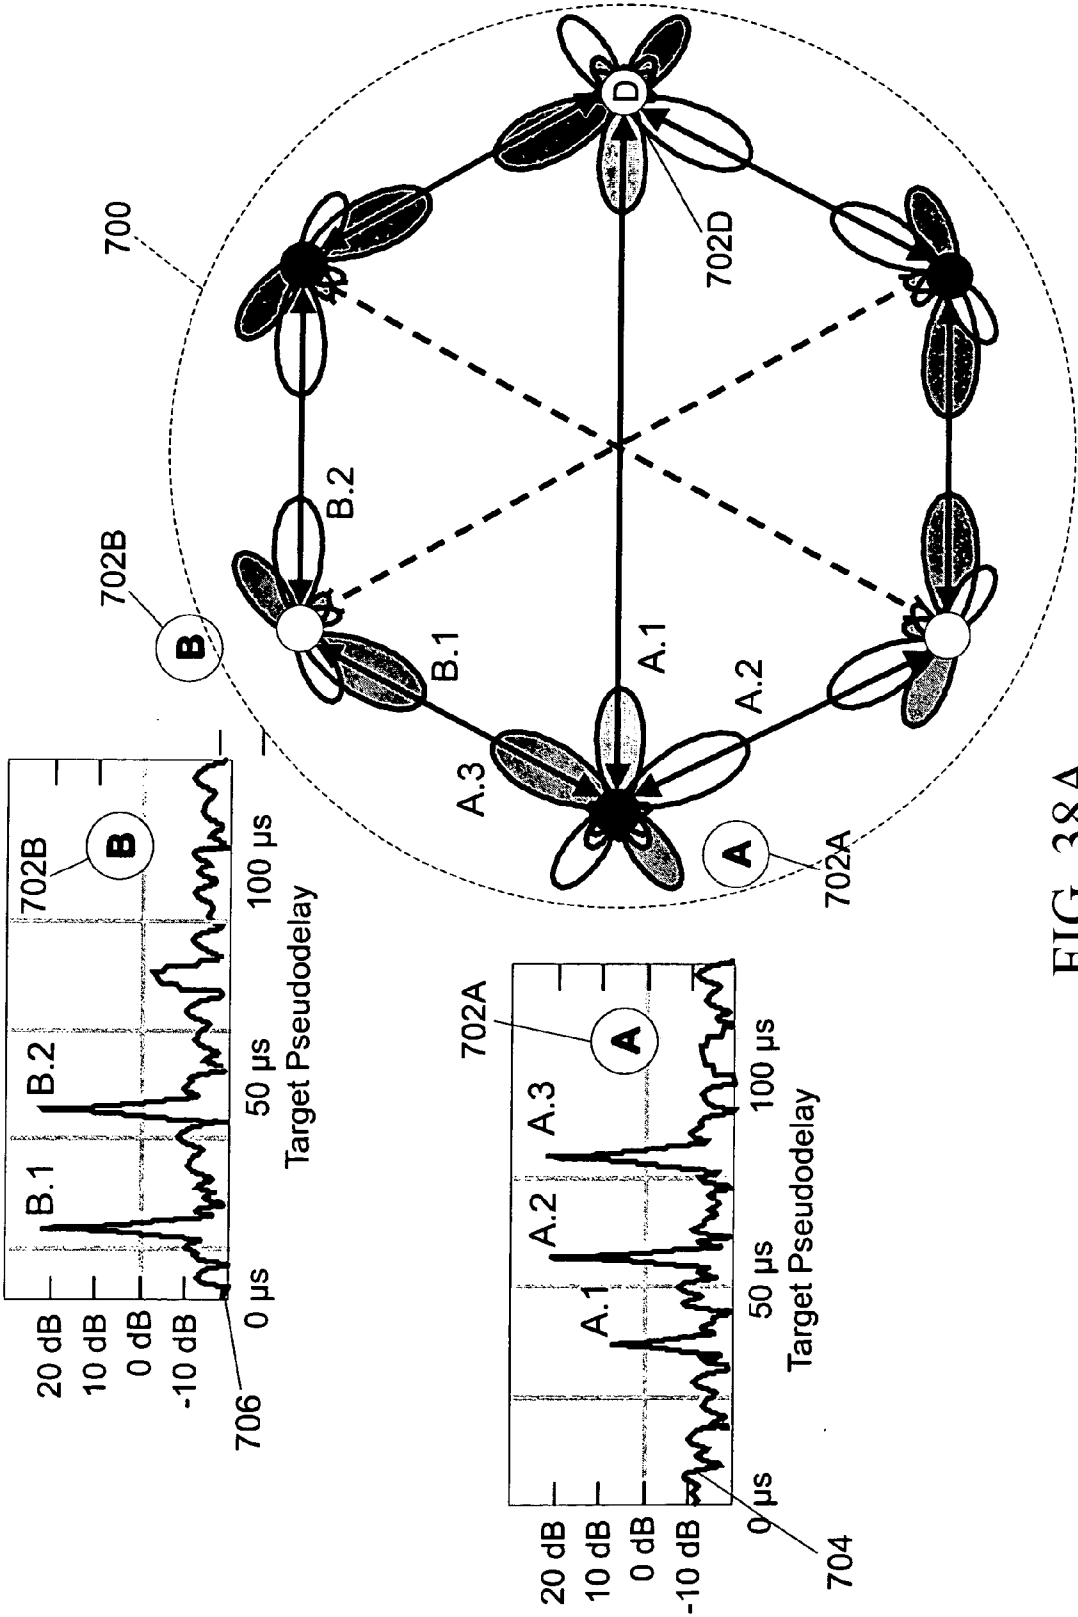 702B
B
B.1
B.2
20 dB
10 dB
0 dB
-10 dB
0 µs
50 µs
100 µs
Target Pseudodelay
706
702A
A
A.1
A.2
A.3
20 dB
10 dB
0 dB
-10 dB
0 µs
50 µs
100 µs
Target Pseudodelay
704
700
702B
B
B.2
B.1
A.3
A.1
A.2
A
702A
D
702D
FIG. 38A